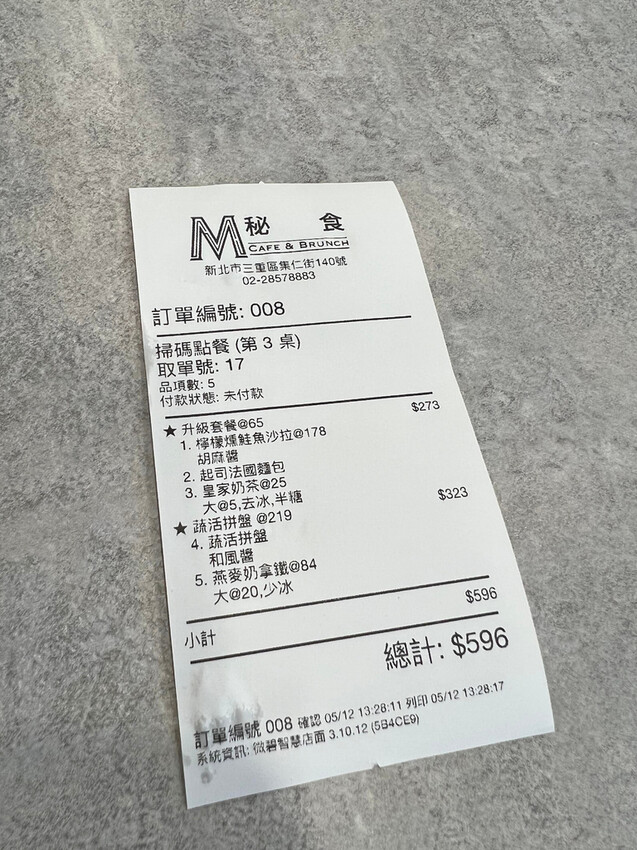 M 秘食
CAFE & BRUNCH
新北市三重區集仁街140號
02-28578883
訂單編號: 008
掃碼點餐 (第 3 桌)
取單號: 17
品項數: 5
付款狀態: 未付款
★ 升級套餐@65 $273
1. 檸檬燻鮭魚沙拉@178
胡麻醬
2. 起司法國麵包
3. 皇家奶茶@25
大@5,去冰,半糖
★ 蔬活拼盤 @219 $323
4. 蔬活拼盤
和風醬
5. 燕麥奶拿鐵@84
大@20,少冰
小計 $596
總計: $596
訂單編號 008 確認 05/12 13:28:11 列印 05/12 13:28:17
系統資訊: 微碧智慧店面 3.10.12 (5B4CE9)